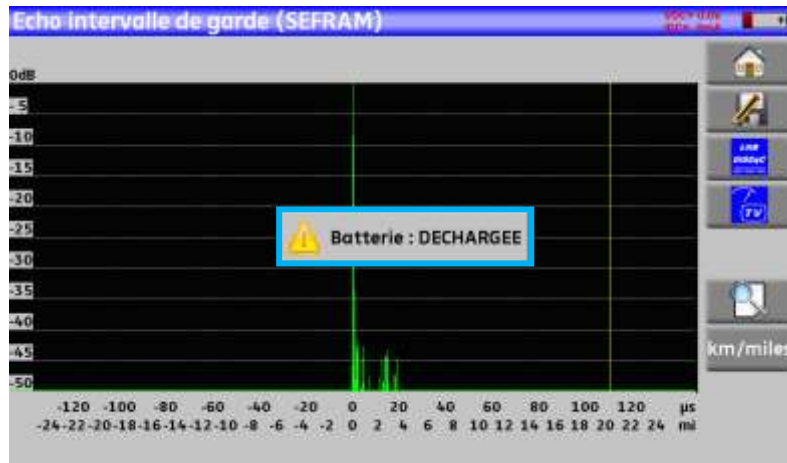 Echo intervalle de garde (SEFRAM)
0dB
-5
-10
-15
-20
-25
-30
-35
-40
-45
-50
Batterie : DECHARGEE
TV
km/miles
-120 -100 -80 -60 -40 -20 0 20 40 60 80 100 120 µs
-24-22-20-18-16-14-12-10 -8 -6 -4 -2 0 2 4 6 8 10 12 14 16 18 20 22 24 mi